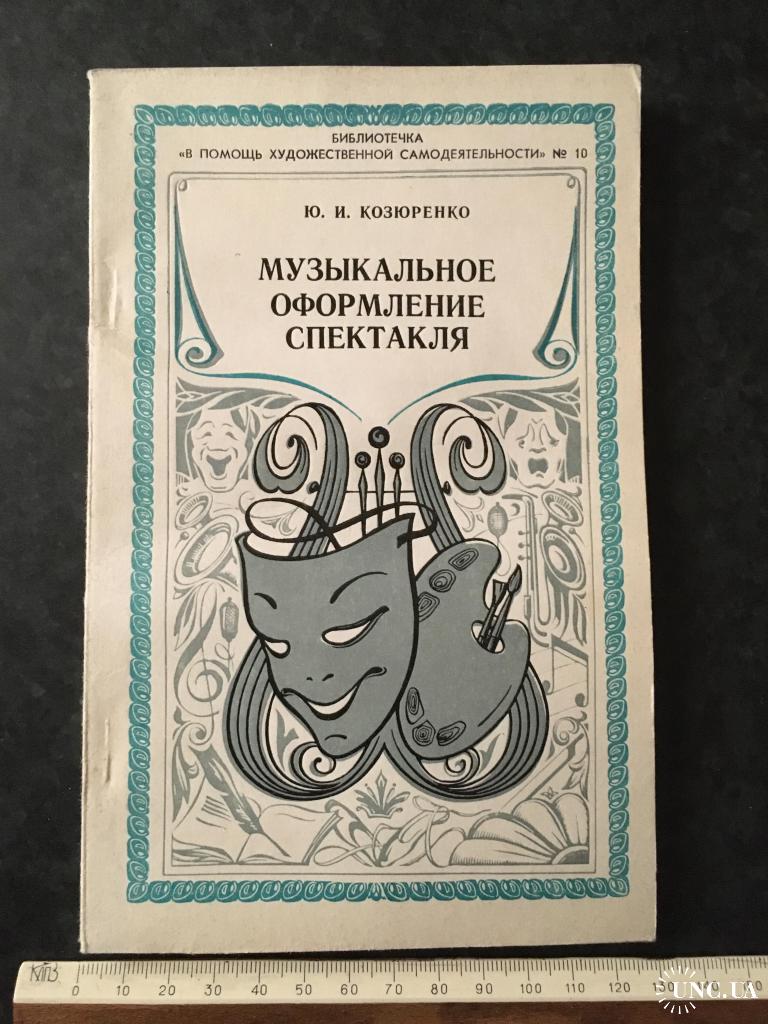 БИБЛИОТЕЧКА
«В ПОМОЩЬ ХУДОЖЕСТВЕННОЙ САМОДЕЯТЕЛЬНОСТИ» № 10
Ю. И. КОЗЮРЕНКО
МУЗЫКАЛЬНОЕ
ОФОРМЛЕНИЕ
СПЕКТАКЛЯ
0 10 20 30 40 50 60 70 80 90 100 110 120 130
UNC.UA